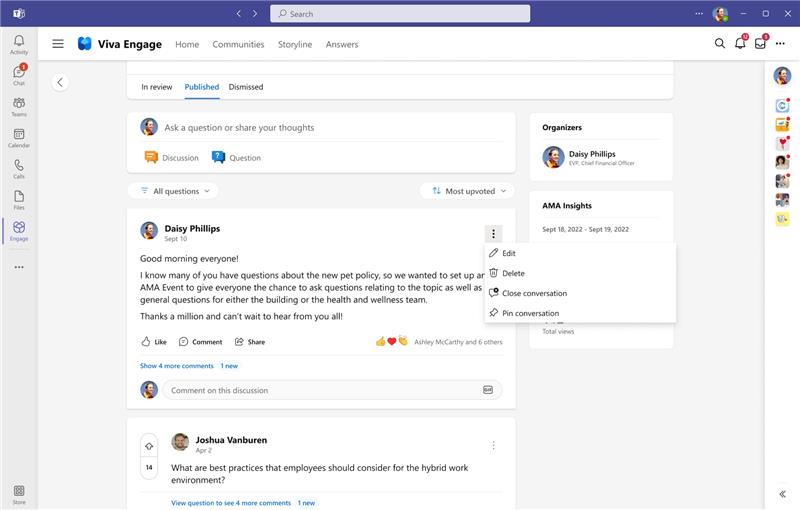 Search
Activity
1
Chat
Teams
Calendar
Calls
Files
Engage
Store
Viva Engage
Home
Communities
Storyline
Answers
12
5
In review
Published
Dismissed
Ask a question or share your thoughts
Discussion
Question
All questions
Most upvoted
Daisy Phillips
Sept 10
Good morning everyone!
I know many of you have questions about the new pet policy, so we wanted to set up an
AMA Event to give everyone the chance to ask questions relating to the topic as well as
general questions for either the building or the health and wellness team.
Thanks a million and can't wait to hear from you all!
Like
Comment
Share
Ashley McCarthy and 6 others
Show 4 more comments
1 new
Comment on this discussion
GIF
Edit
Delete
Close conversation
Pin conversation
14
Joshua Vanburen
Apr 2
What are best practices that employees should consider for the hybrid work
environment?
View question to see 4 more comments
1 new
Organizers
Daisy Phillips
EVP, Chief Financial Officer
AMA Insights
Sept 18, 2022 - Sept 19, 2022
Total views